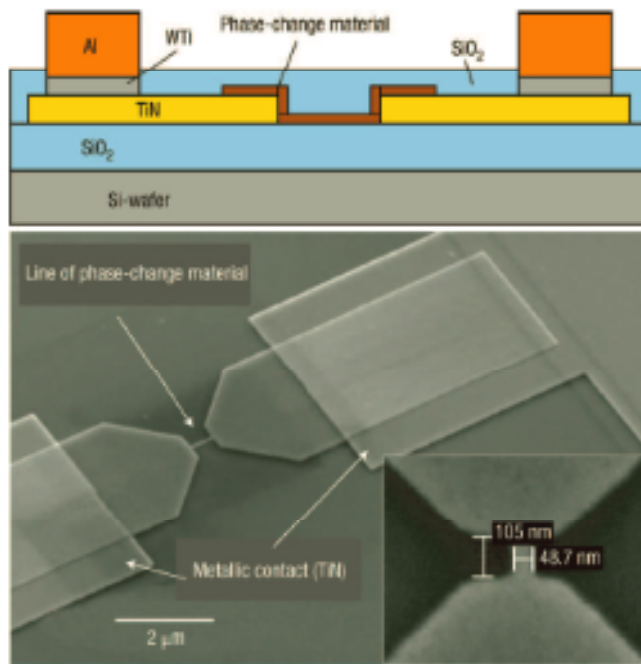 Phase-change material
Al
WTi
SiO₂
TiN
SiO₂
Si-wafer
Line of phase-change material
105 nm
48.7 nm
Metallic contact (TiN)
2 μm